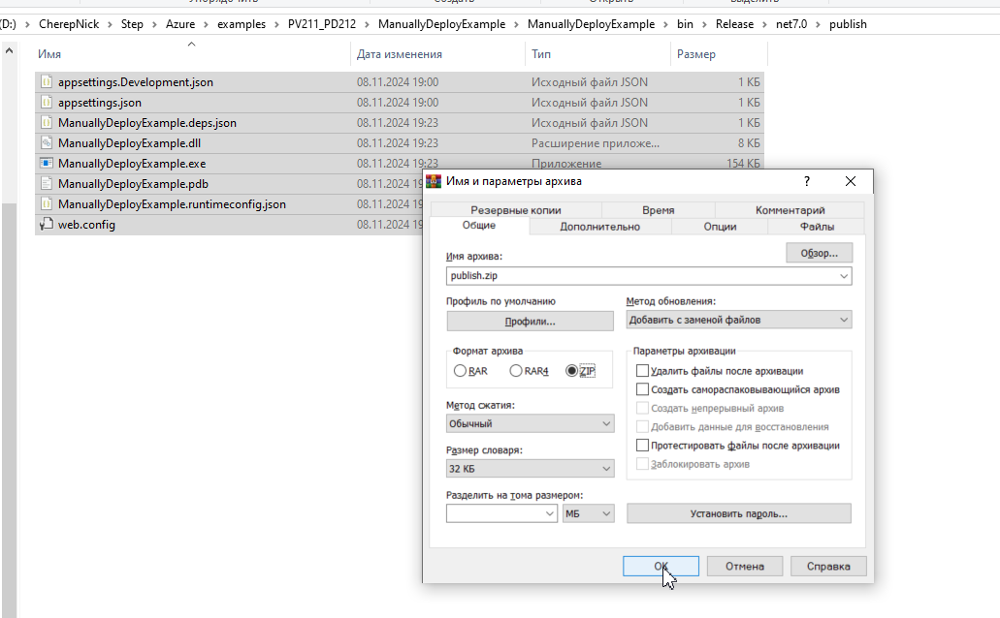 (D:) > CherepNick > Step > Azure > examples > PV211_PD212 > ManuallyDeployExample > ManuallyDeployExample > bin > Release > net7.0 > publish
Имя Дата изменения Тип Размер
appsettings.Development.json 08.11.2024 19:00 Исходный файл JSON 1 КБ
appsettings.json 08.11.2024 19:00 Исходный файл JSON 1 КБ
ManuallyDeployExample.deps.json 08.11.2024 19:23 Исходный файл JSON 1 КБ
ManuallyDeployExample.dll 08.11.2024 19:23 Расширение приложе... 8 КБ
ManuallyDeployExample.exe 08.11.2024 19:23 Приложение 154 КБ
ManuallyDeployExample.pdb 08.11.2024 19
ManuallyDeployExample.runtimeconfig.json 08.11.2024 19
web.config 08.11.2024 19
Имя и параметры архива ?
Резервные копии Время Комментарий
Общие Дополнительно Опции Файлы
Имя архива: Обзор...
publish.zip
Профиль по умолчанию Метод обновления:
Профили... Добавить с заменой файлов
Формат архива Параметры архивации
RAR RAR4 ZIP Удалить файлы после архивации
Создать самораспаковывающийся архив
Метод сжатия: Создать непрерывный архив
Обычный Добавить данные для восстановления
Размер словаря: Протестировать файлы после архивации
32 КБ Заблокировать архив
Разделить на тома размером:
МБ Установить пароль...
ОК Отмена Справка